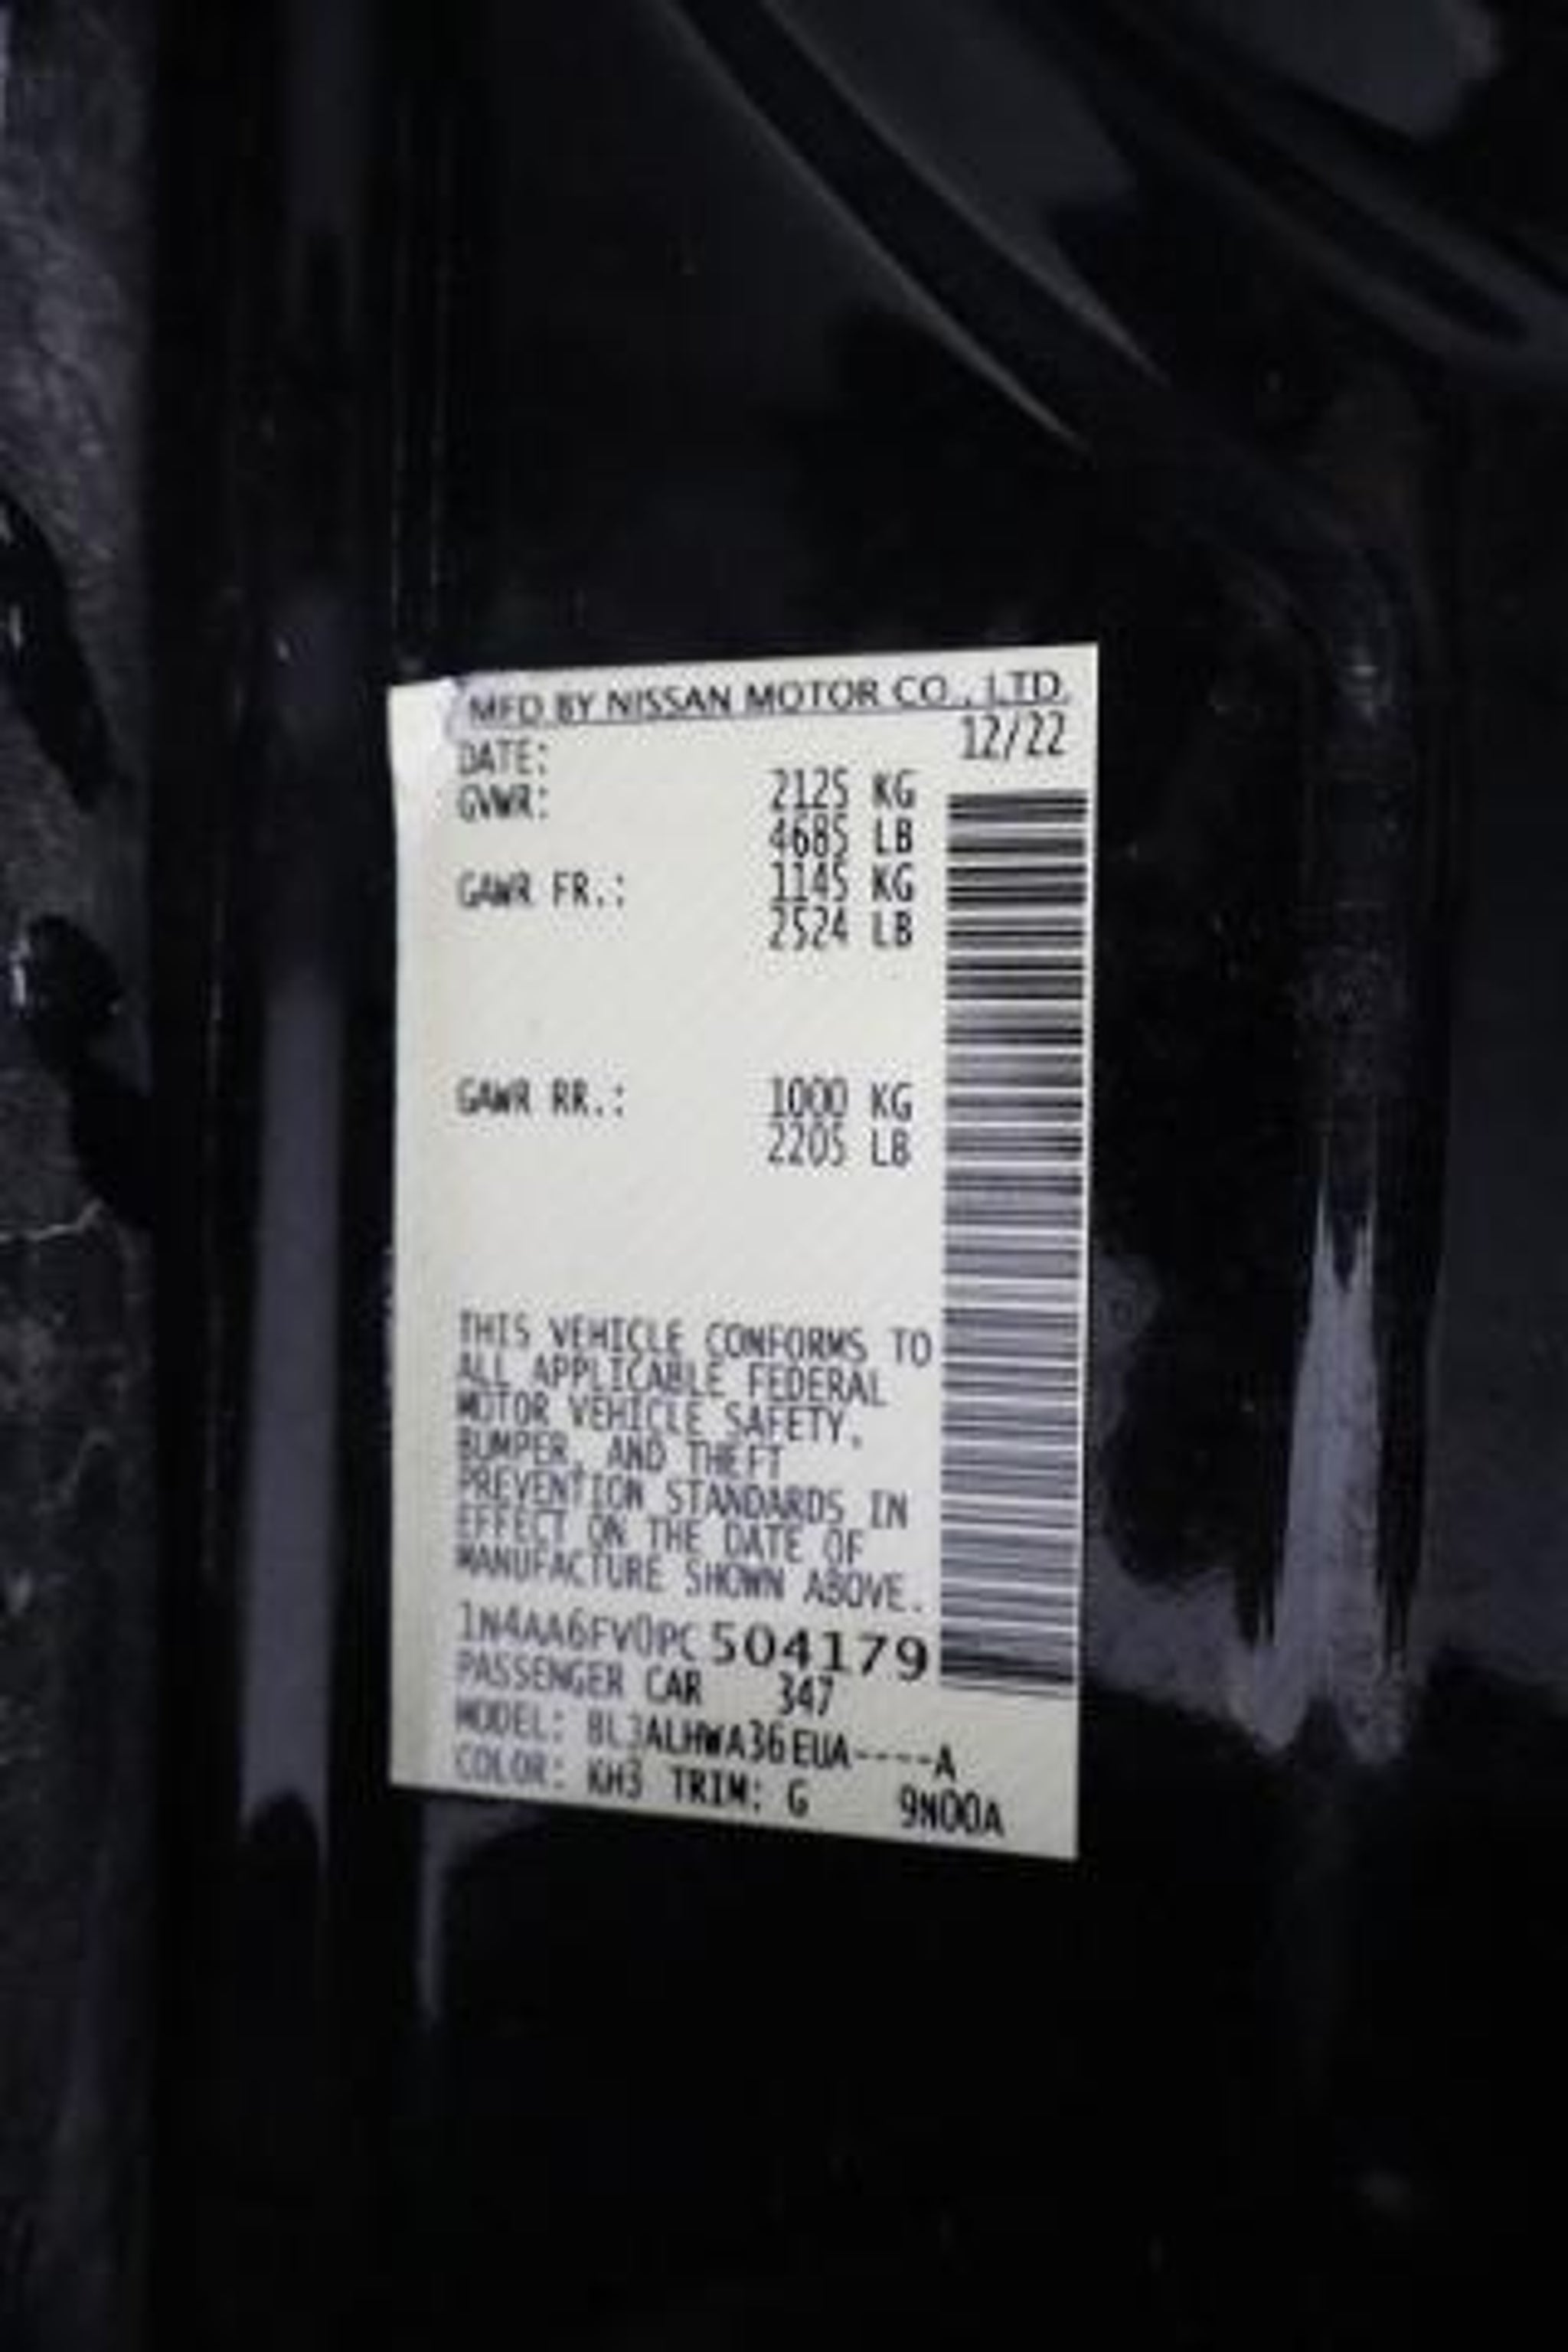 MFD BY NISSAN MOTOR CO., LTD.
DATE: 12/22
GVWR: 2125 KG
4685 LB
GAWR FR.: 1145 KG
2524 LB
GAWR RR.: 1000 KG
2205 LB
THIS VEHICLE CONFORMS TO
ALL APPLICABLE FEDERAL
MOTOR VEHICLE SAFETY,
BUMPER, AND THEFT
PREVENTION STANDARDS IN
EFFECT ON THE DATE OF
MANUFACTURE SHOWN ABOVE.
1N4AA6FV0PC504179
PASSENGER CAR 347
MODEL: BL3ALHWA36EUA----A
COLOR: KH3 TRIM: G 9N00A